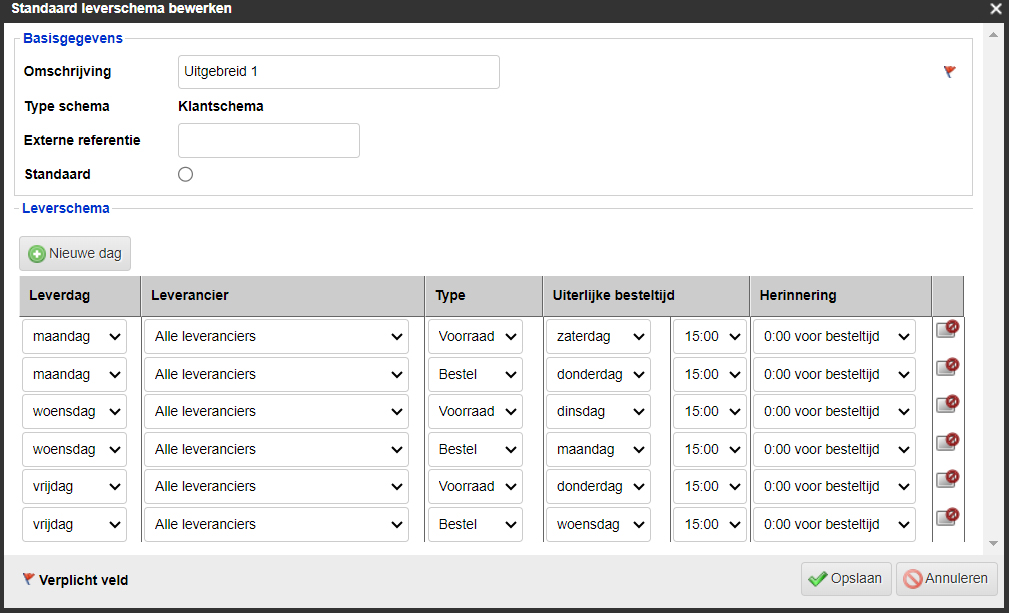 Standaard leverschema bewerken
Basisgegevens
Omschrijving Uitgebreid 1
Type schema Klantschema
Externe referentie
Standaard
Leverschema
Nieuwe dag
Leverdag Leverancier Type Uiterlijke besteltijd Herinnering
maandag Alle leveranciers Voorraad zaterdag 15:00 0:00 voor besteltijd
maandag Alle leveranciers Bestel donderdag 15:00 0:00 voor besteltijd
woensdag Alle leveranciers Voorraad dinsdag 15:00 0:00 voor besteltijd
woensdag Alle leveranciers Bestel maandag 15:00 0:00 voor besteltijd
vrijdag Alle leveranciers Voorraad donderdag 15:00 0:00 voor besteltijd
vrijdag Alle leveranciers Bestel woensdag 15:00 0:00 voor besteltijd
Verplicht veld Opslaan Annuleren